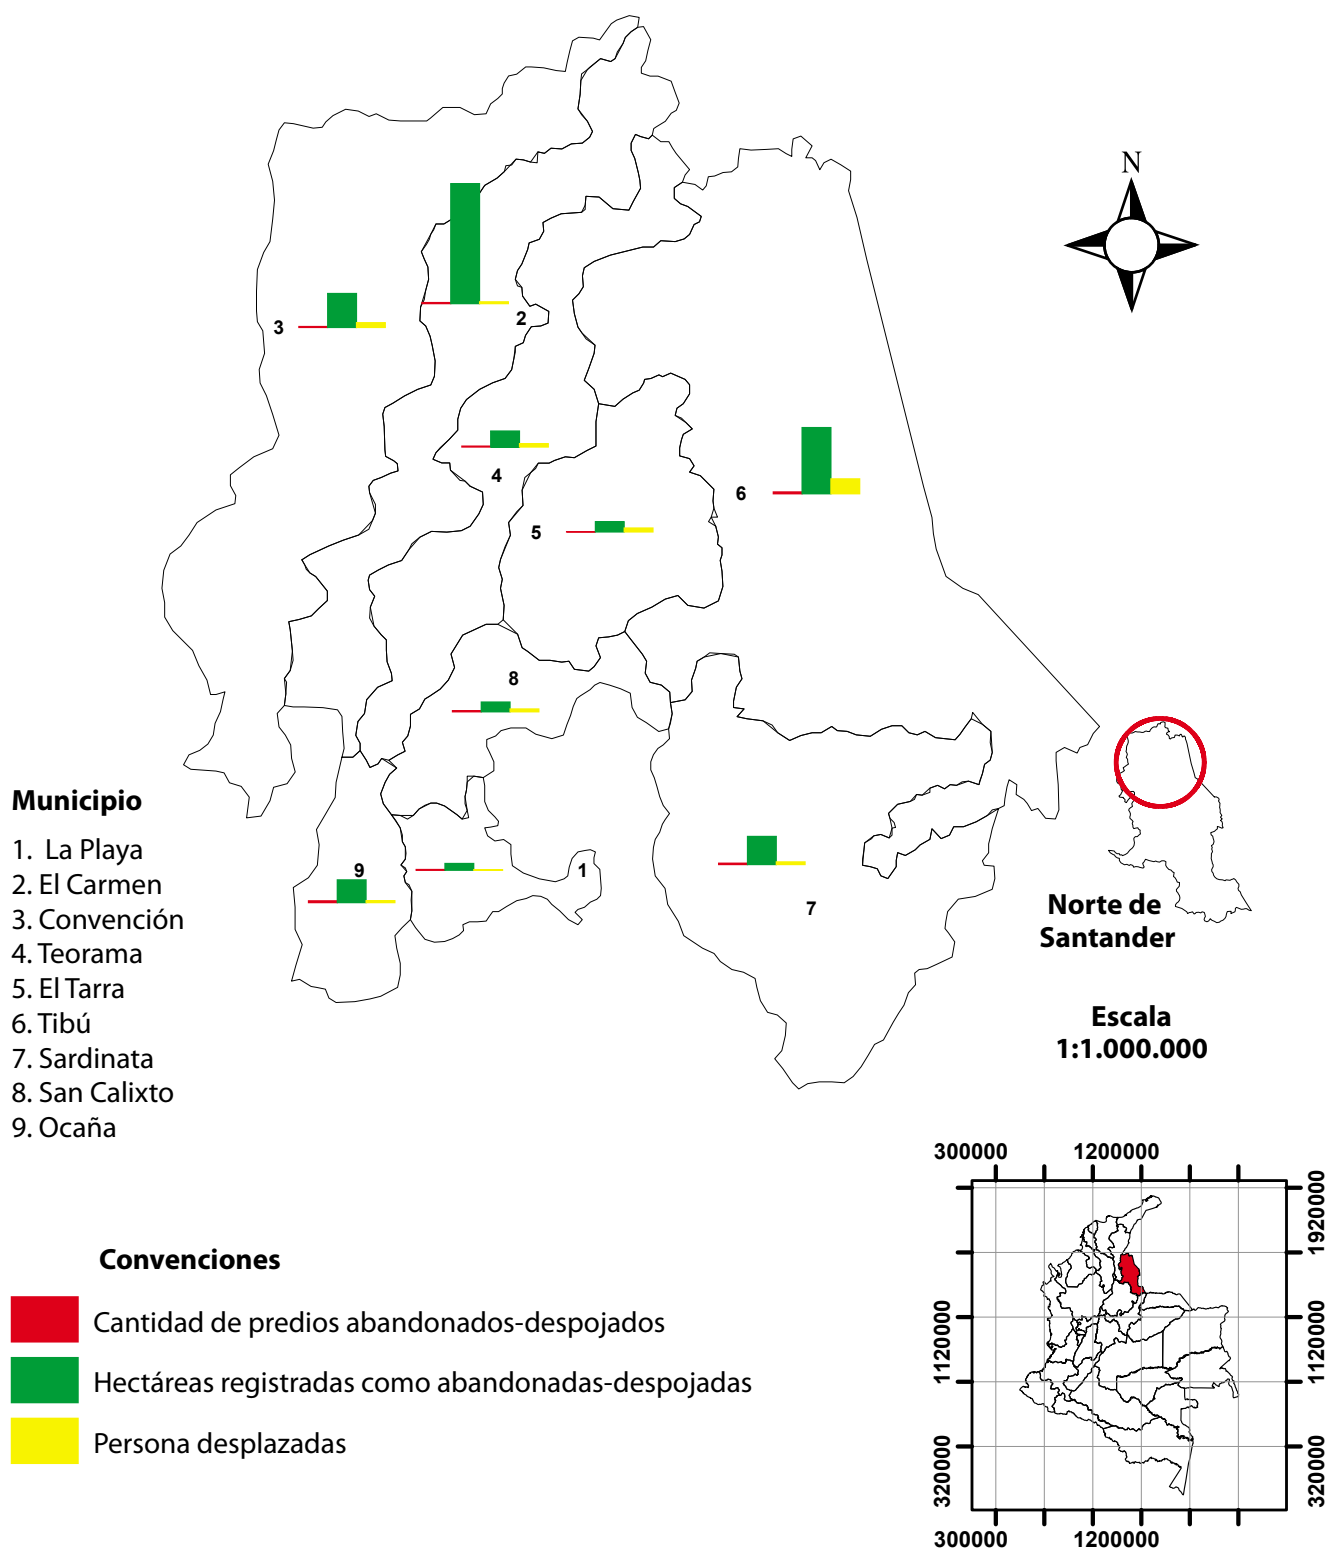 N
3
2
4
5
6
8
9
1
7
Municipio
1. La Playa
2. El Carmen
3. Convención
4. Teorama
5. El Tarra
6. Tibú
7. Sardinata
8. San Calixto
9. Ocaña
Norte de
Santander
Escala
1:1.000.000
Convenciones
Cantidad de predios abandonados-despojados
Hectáreas registradas como abandonadas-despojadas
Persona desplazadas
300000 1200000
1920000
1120000 1120000
320000 320000
300000 1200000